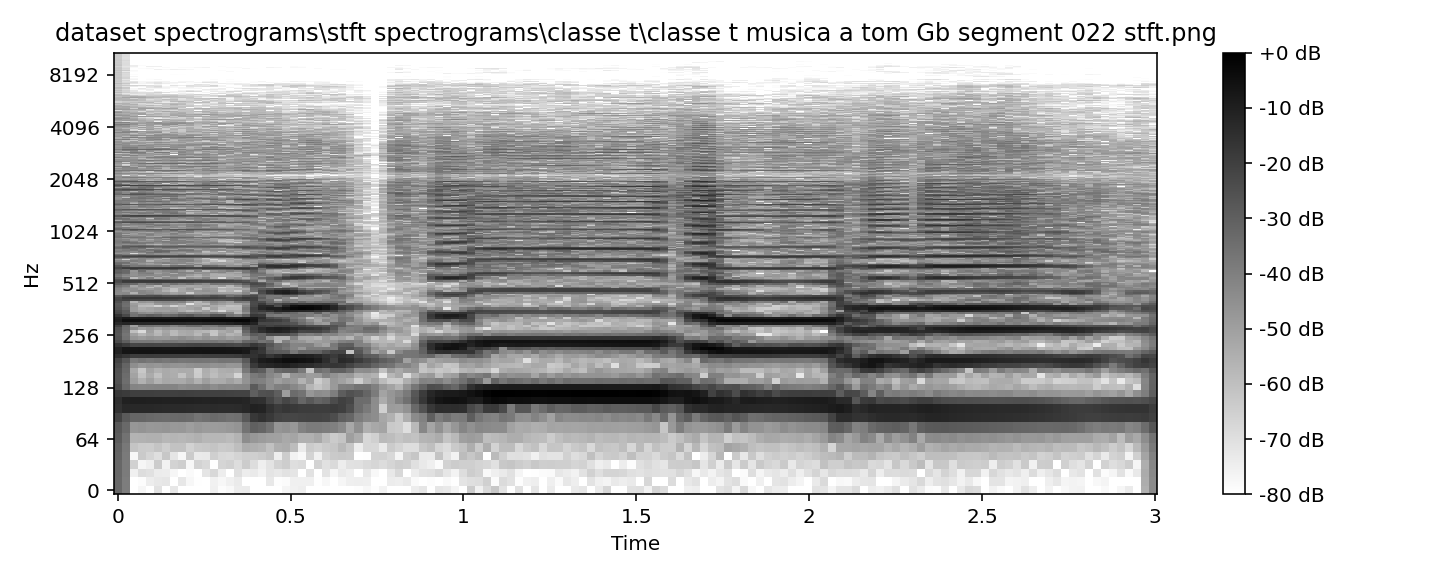 dataset spectrograms\stft spectrograms\classe t\classe t musica a tom Gb segment 022 stft.png
8192
4096
2048
1024
512
256
128
64
0
Hz
0
0.5
1
1.5
2
2.5
3
Time
+0 dB
-10 dB
-20 dB
-30 dB
-40 dB
-50 dB
-60 dB
-70 dB
-80 dB